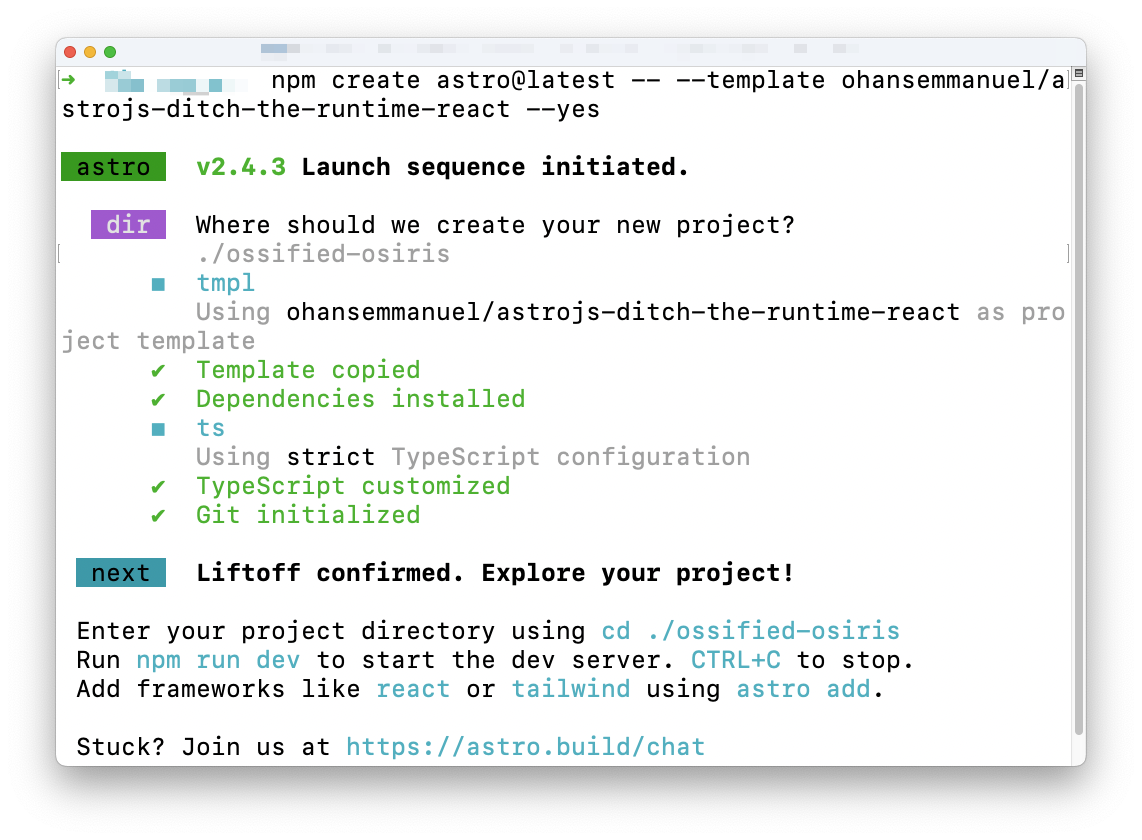 ➜ npm create astro@latest -- --template ohansemmanuel/a
strojs-ditch-the-runtime-react --yes
astro v2.4.3 Launch sequence initiated.
dir Where should we create your new project?
./ossified-osiris
■ tmpl
Using ohansemmanuel/astrojs-ditch-the-runtime-react as pro
ject template
✔ Template copied
✔ Dependencies installed
■ ts
Using strict TypeScript configuration
✔ TypeScript customized
✔ Git initialized
next Liftoff confirmed. Explore your project!
Enter your project directory using cd ./ossified-osiris
Run npm run dev to start the dev server. CTRL+C to stop.
Add frameworks like react or tailwind using astro add.
Stuck? Join us at https://astro.build/chat